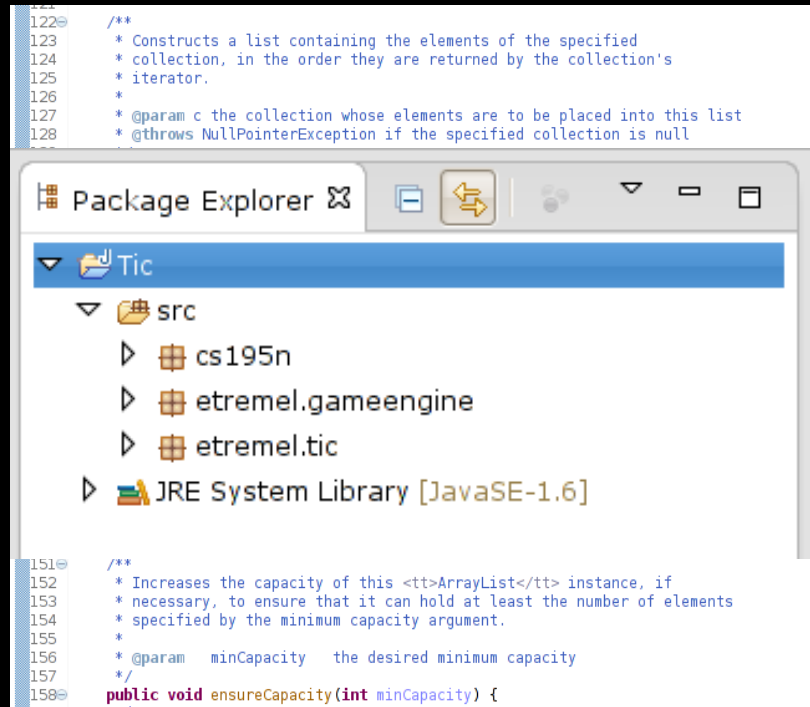 122 /**
123 * Constructs a list containing the elements of the specified
124 * collection, in the order they are returned by the collection's
125 * iterator.
126 *
127 * @param c the collection whose elements are to be placed into this list
128 * @throws NullPointerException if the specified collection is null
Package Explorer
Tic
src
cs195n
etremel.gameengine
etremel.tic
JRE System Library [JavaSE-1.6]
151 /**
152 * Increases the capacity of this <tt>ArrayList</tt> instance, if
153 * necessary, to ensure that it can hold at least the number of elements
154 * specified by the minimum capacity argument.
155 *
156 * @param   minCapacity   the desired minimum capacity
157 */
158 public void ensureCapacity(int minCapacity) {